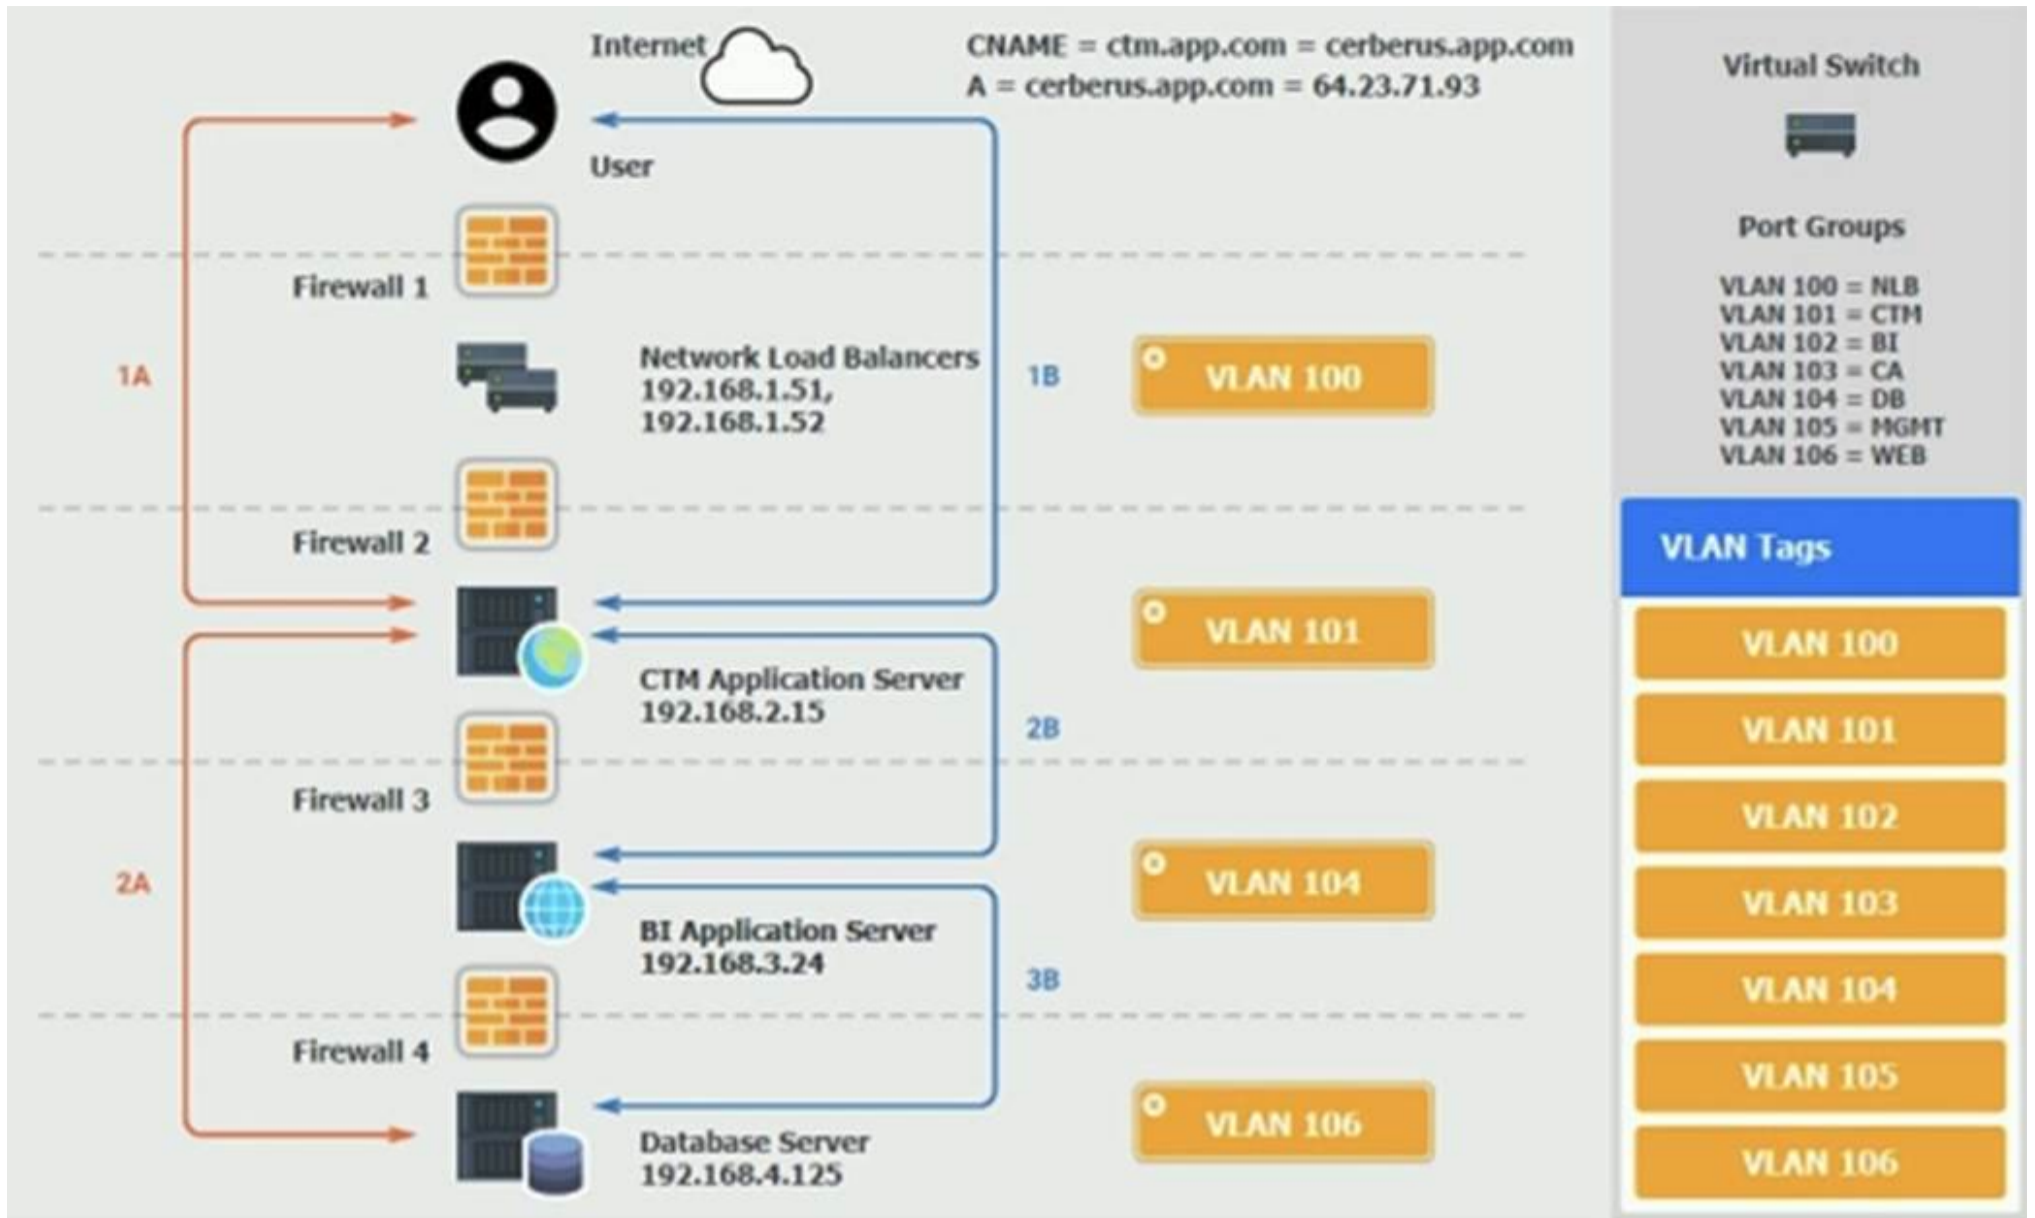 Internet
CNAME = ctm.app.com = cerberus.app.com
A = cerberus.app.com = 64.23.71.93
User
Firewall 1
1A
Network Load Balancers
192.168.1.51,
192.168.1.52
1B
VLAN 100
Firewall 2
CTM Application Server
192.168.2.15
VLAN 101
2B
Firewall 3
2A
BI Application Server
192.168.3.24
VLAN 104
3B
Firewall 4
Database Server
192.168.4.125
VLAN 106
Virtual Switch
Port Groups
VLAN 100 = NLB
VLAN 101 = CTM
VLAN 102 = BI
VLAN 103 = CA
VLAN 104 = DB
VLAN 105 = MGMT
VLAN 106 = WEB
VLAN Tags
VLAN 100
VLAN 101
VLAN 102
VLAN 103
VLAN 104
VLAN 105
VLAN 106